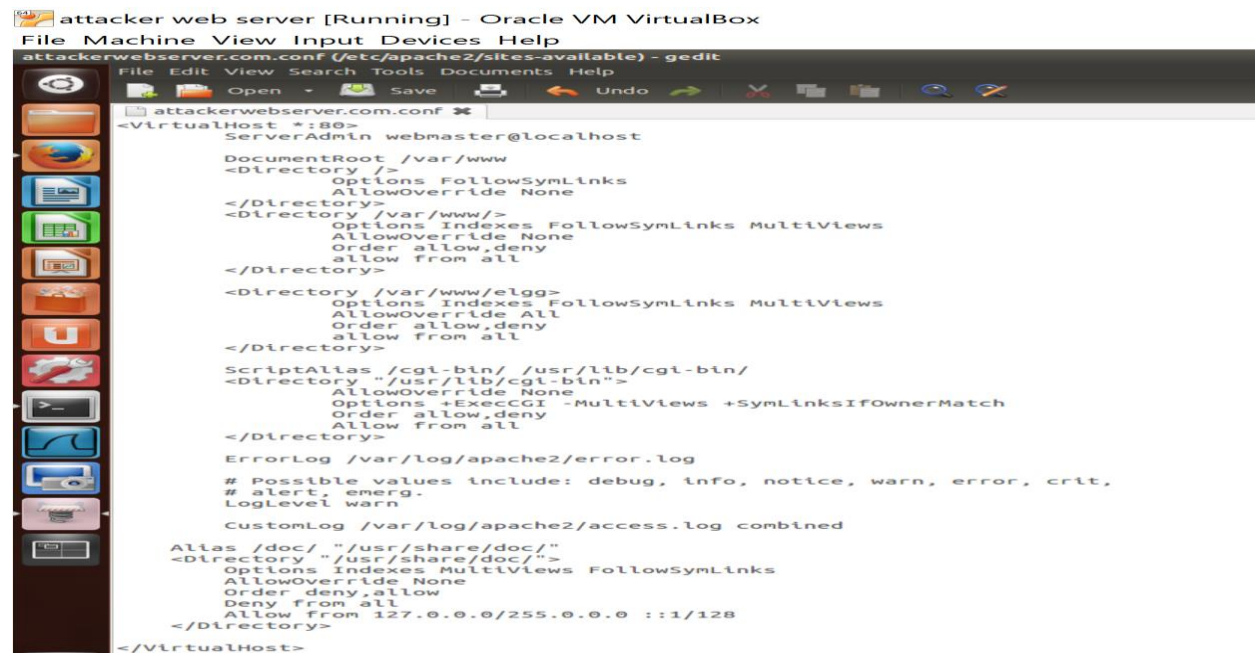 attacker web server [Running] - Oracle VM VirtualBox
File Machine View Input Devices Help
attackerwebserver.com.conf (/etc/apache2/sites-available) - gedit
File Edit View Search Tools Documents Help
Open Save Undo
attackerwebserver.com.conf
<VirtualHost *:80>
ServerAdmin webmaster@localhost
DocumentRoot /var/www
<Directory />
Options FollowSymLinks
AllowOverride None
</Directory>
<Directory /var/www/>
Options Indexes FollowSymLinks MultiViews
AllowOverride None
Order allow,deny
allow from all
</Directory>
<Directory /var/www/elgg>
Options Indexes FollowSymLinks MultiViews
AllowOverride All
Order allow,deny
allow from all
</Directory>
ScriptAlias /cgi-bin/ /usr/lib/cgi-bin/
<Directory "/usr/lib/cgi-bin">
AllowOverride None
Options +ExecCGI -MultiViews +SymLinksIfOwnerMatch
Order allow,deny
Allow from all
</Directory>
ErrorLog /var/log/apache2/error.log
# Possible values include: debug, info, notice, warn, error, crit,
# alert, emerg.
LogLevel warn
CustomLog /var/log/apache2/access.log combined
Alias /doc/ "/usr/share/doc/"
<Directory "/usr/share/doc/">
Options Indexes MultiViews FollowSymLinks
AllowOverride None
Order deny,allow
Deny from all
Allow from 127.0.0.0/255.0.0.0 ::1/128
</Directory>
</VirtualHost>